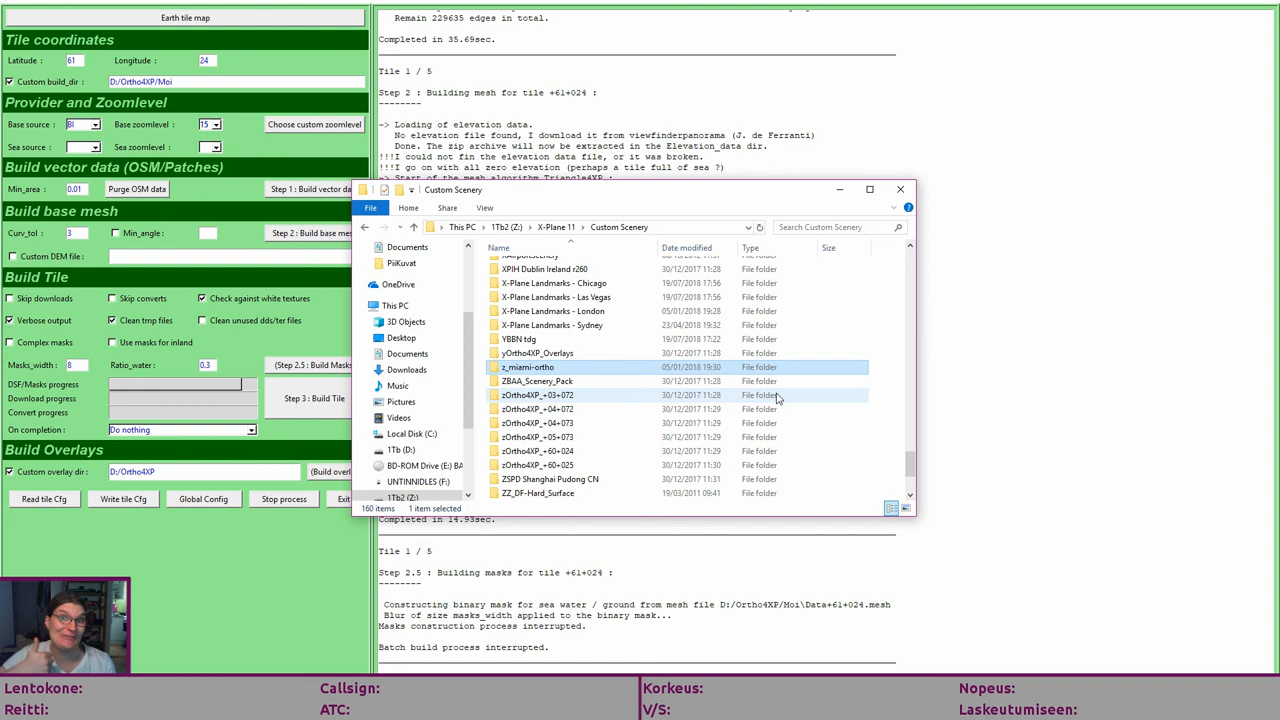 Earth tile map
Tile coordinates
Latitude : 61 Longitude : 24
Custom build_dir : D:/Ortho4XP/Moi
Provider and Zoomlevel
Base source : BI Base zoomlevel : 15 Choose custom zoomlevel
Sea source : Sea zoomlevel :
Build vector data (OSM/Patches)
Min_area : 0.01 Purge OSM data Step 1 : Build vector da
Build base mesh
Curv_tol : 3 Min_angle : Step 2 : Build base mes
Custom DEM file :
Build Tile
Skip downloads Skip converts Check against white textures
Verbose output Clean tmp files Clean unused dds/ter files
Complex masks Use masks for inland
Masks_width : 8 Ratio_water : 0.3 (Step 2.5 : Build Masks
DSF/Masks progress
Download progress
Convert progress
Step 3 : Build Tile
On completion : Do nothing
Build Overlays
Custom overlay dir : D:/Ortho4XP (Build overl
Read tile Cfg Write tile Cfg Global Config Stop process Exit
Remain 229635 edges in total.
Completed in 35.69sec.
Tile 1 / 5
Step 2 : Building mesh for tile +61+024 :
--------
-> Loading of elevation data.
No elevation file found, I download it from viewfinderpanorama (J. de Ferranti)
Done. The zip archive will now be extracted in the Elevation_data dir.
!!!I could not fin the elevation data file, or it was broken.
!!!I go on with all zero elevation (perhaps a tile full of sea ?)
-> Start of the mesh algorithm Triangle4XP :
Custom Scenery
File Home Share View
This PC > 1Tb2 (Z:) > X-Plane 11 > Custom Scenery
Search Custom Scenery
Documents
PiiKuvat
OneDrive
This PC
3D Objects
Desktop
Documents
Downloads
Music
Pictures
Videos
Local Disk (C:)
1Tb (D:)
BD-ROM Drive (E:) BA
UNTINNIDLES (F:)
1Tb2 (Z:)
Name Date modified Type Size
XPIH Dublin Ireland r260 30/12/2017 11:28 File folder
X-Plane Landmarks - Chicago 19/07/2018 17:56 File folder
X-Plane Landmarks - Las Vegas 19/07/2018 17:56 File folder
X-Plane Landmarks - London 05/01/2018 19:28 File folder
X-Plane Landmarks - Sydney 23/04/2018 19:32 File folder
YBBN tdg 19/07/2018 17:22 File folder
yOrtho4XP_Overlays 30/12/2017 11:28 File folder
z_miami-ortho 05/01/2018 19:30 File folder
ZBAA_Scenery_Pack 30/12/2017 11:28 File folder
zOrtho4XP_+03+072 30/12/2017 11:28 File folder
zOrtho4XP_+04+072 30/12/2017 11:29 File folder
zOrtho4XP_+04+073 30/12/2017 11:29 File folder
zOrtho4XP_+05+073 30/12/2017 11:29 File folder
zOrtho4XP_+60+024 30/12/2017 11:29 File folder
zOrtho4XP_+60+025 30/12/2017 11:30 File folder
ZSPD Shanghai Pudong CN 30/12/2017 11:31 File folder
ZZ_DF-Hard_Surface 19/03/2011 09:41 File folder
160 items 1 item selected
Completed in 14.93sec.
Tile 1 / 5
Step 2.5 : Building masks for tile +61+024 :
--------
Constructing binary mask for sea water / ground from mesh file D:/Ortho4XP/Moi\Data+61+024.mesh
Blur of size masks_width applied to the binary mask...
Masks construction process interrupted.
Batch build process interrupted.
Lentokone: Callsign: Korkeus: Nopeus:
Reitti: ATC: V/S: Laskeutumiseen: